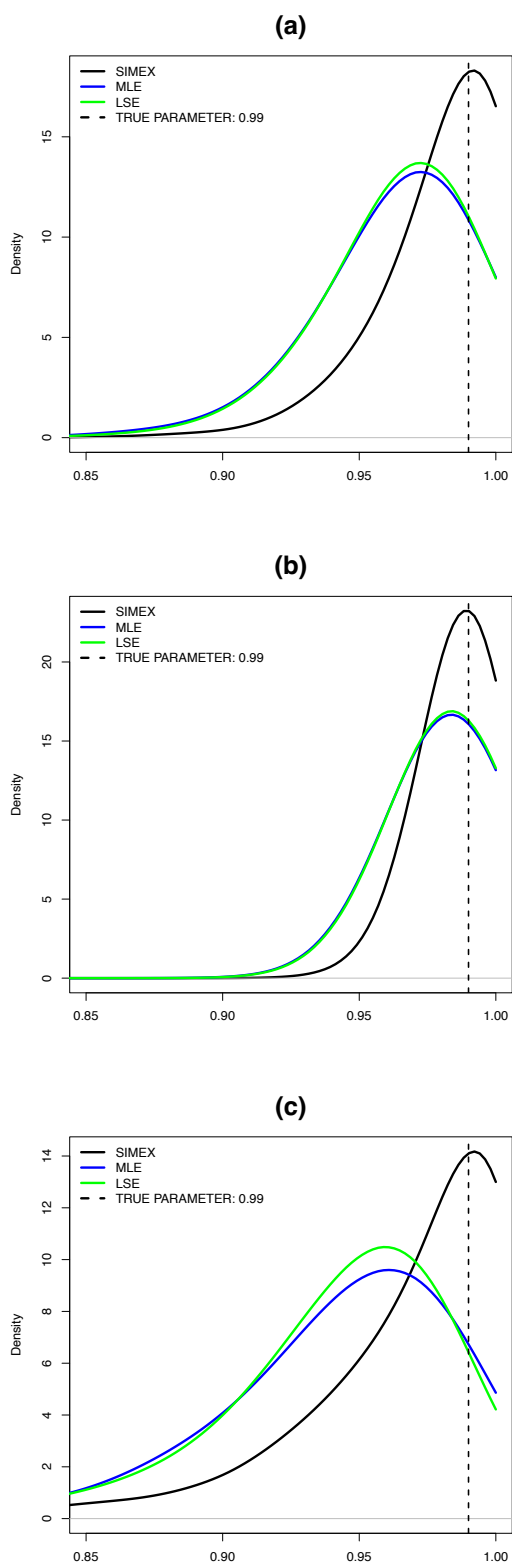 (a)
SIMEX
MLE
LSE
TRUE PARAMETER: 0.99
Density
15
10
5
0
0.85 0.90 0.95 1.00
(b)
SIMEX
MLE
LSE
TRUE PARAMETER: 0.99
Density
20
15
10
5
0
0.85 0.90 0.95 1.00
(c)
SIMEX
MLE
LSE
TRUE PARAMETER: 0.99
Density
14
12
10
8
6
4
2
0
0.85 0.90 0.95 1.00